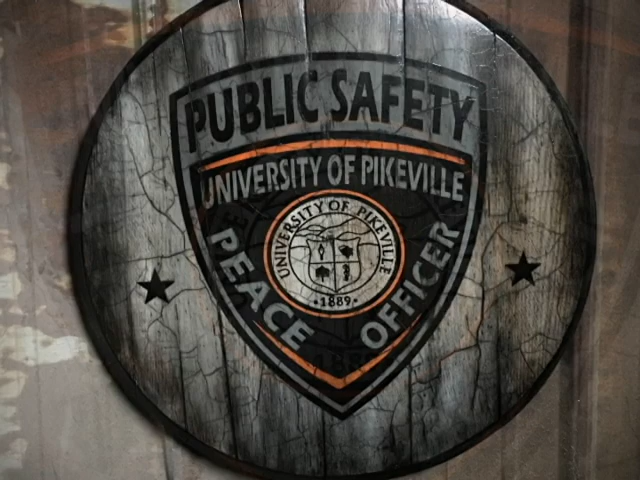 PUBLIC SAFETY
UNIVERSITY OF PIKEVILLE
UNIVERSITY OF PIKEVILLE
•1889•
PEACE OFFICER